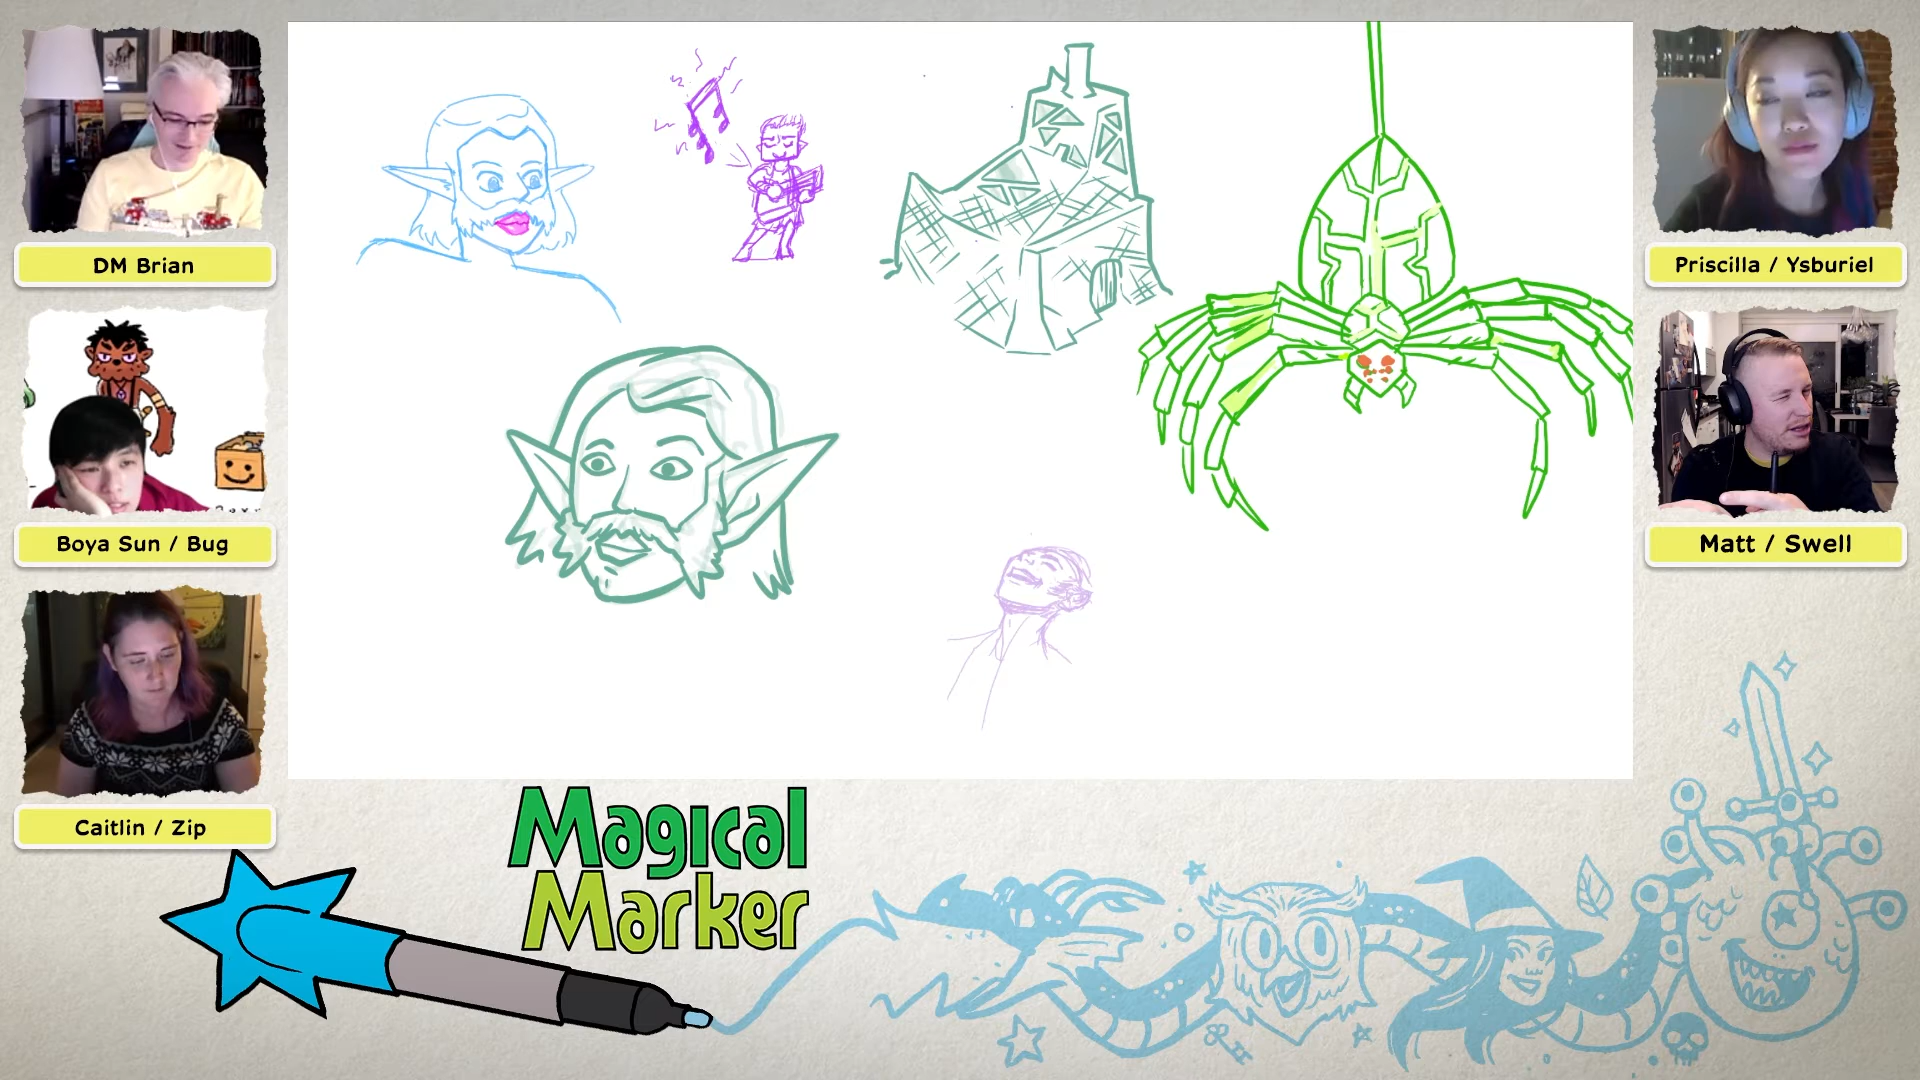 DM Brian
Priscilla / Ysburiel
Boya Sun / Bug
Matt / Swell
Caitlin / Zip
Magical
Marker